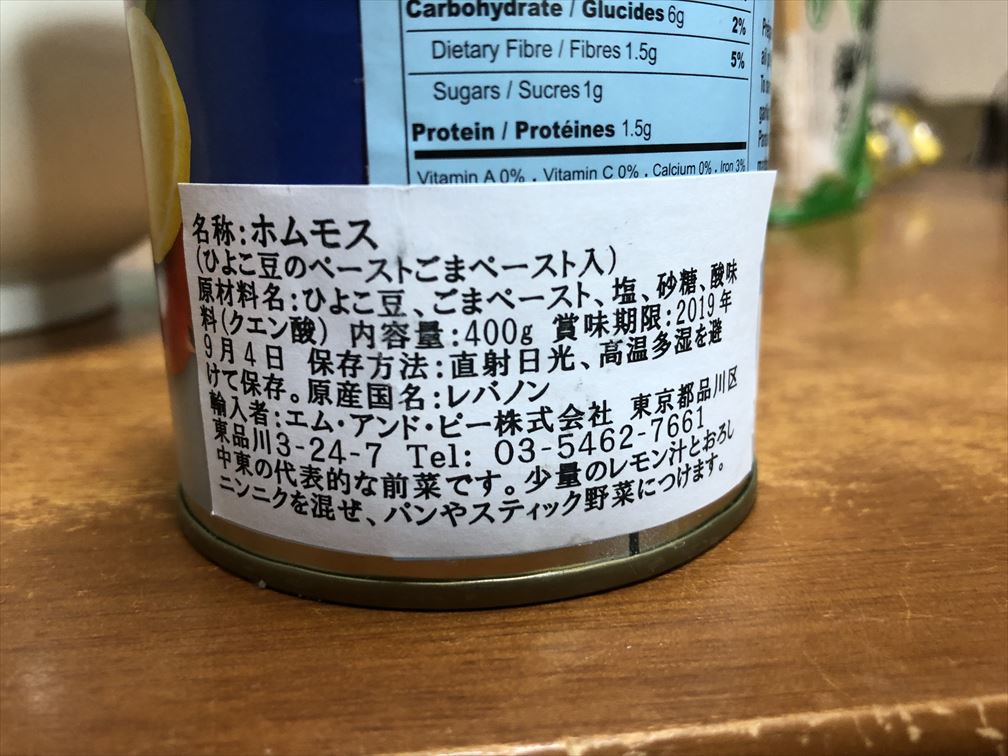 Carbohydrate / Glucides 6g 2%
Dietary Fibre / Fibres 1.5g 5%
Sugars / Sucres 1g
Protein / Protéines 1.5g
Vitamin A 0% . Vitamin C 0% . Calcium 0% . Iron 3%
名称:ホムモス
(ひよこ豆のペーストごまペースト入)
原材料名:ひよこ豆、ごまペースト、塩、砂糖、酸味
料(クエン酸) 内容量:400g 賞味期限:2019年
9月4日 保存方法:直射日光、高温多湿を避
けて保存。原産国名:レバノン
輸入者:エム・アンド・ピー株式会社 東京都品川区
東品川3-24-7 Tel: 03-5462-7661
中東の代表的な前菜です。少量のレモン汁とおろし
ニンニクを混ぜ、パンやスティック野菜につけます。